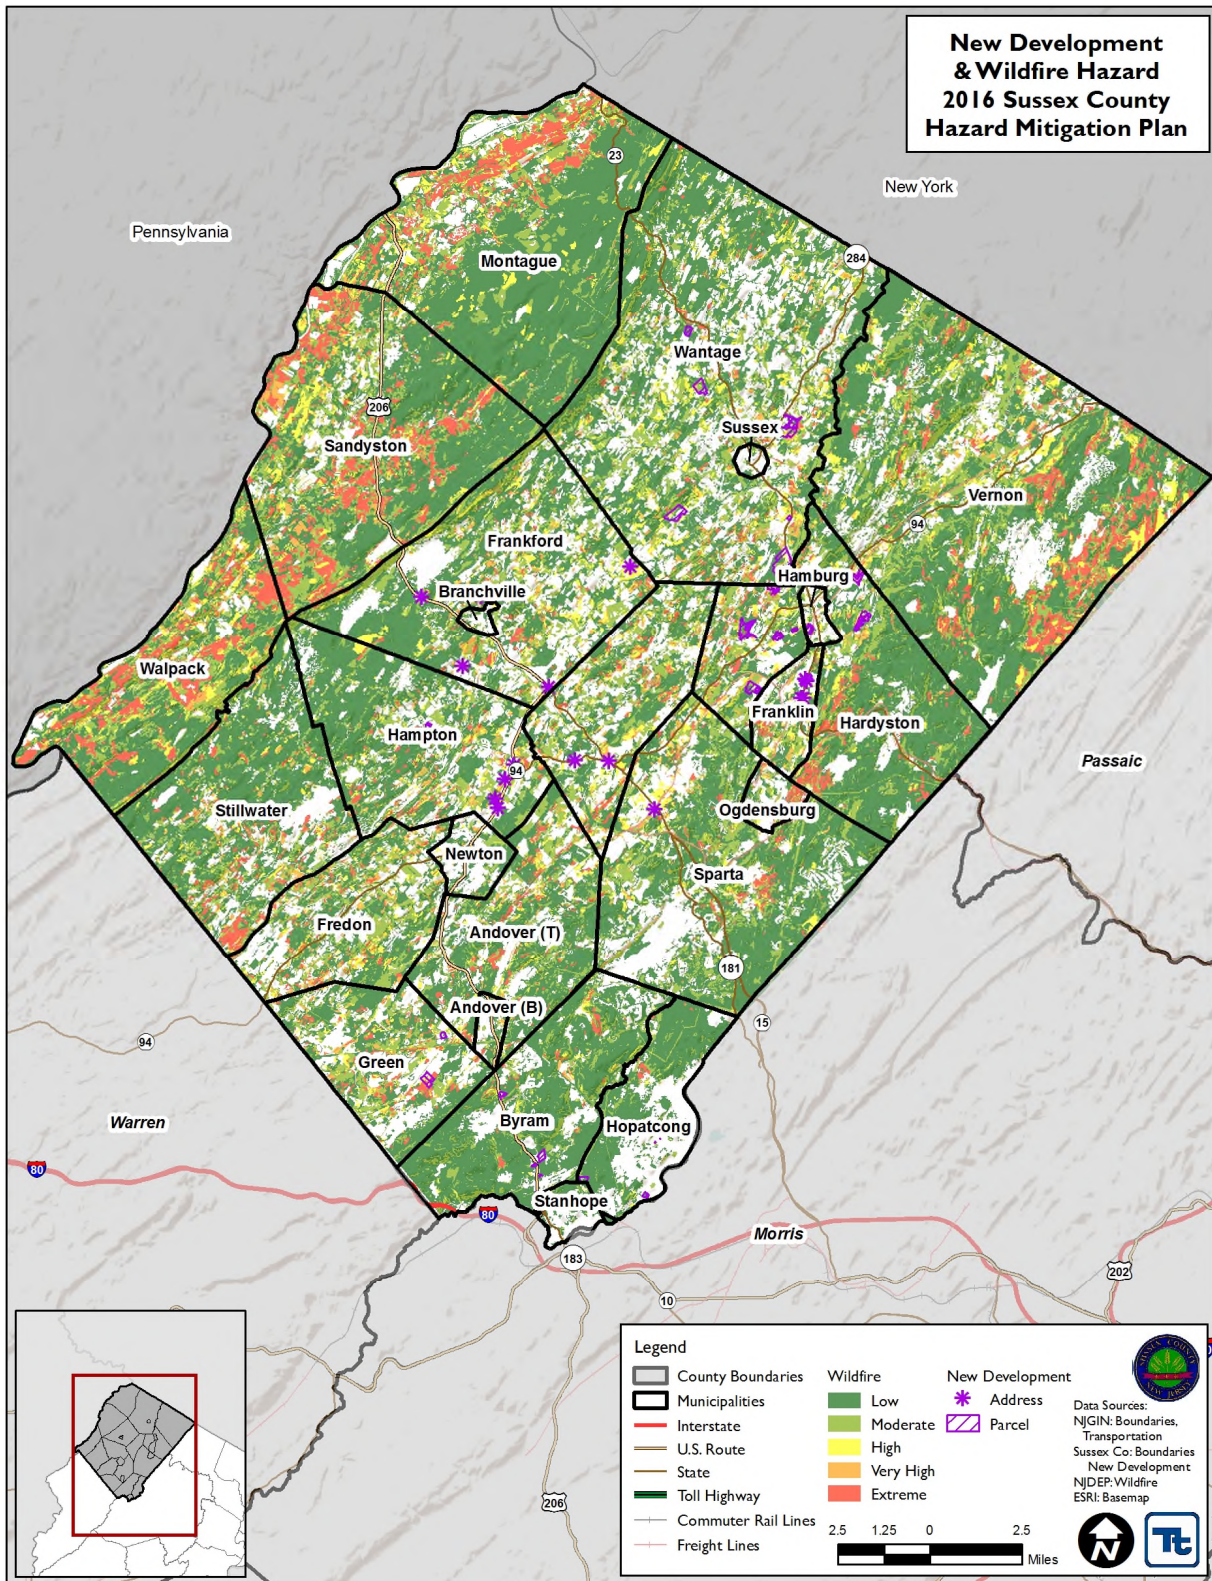 New Development
& Wildfire Hazard
2016 Sussex County
Hazard Mitigation Plan
New York
Pennsylvania
23
284
Montague
Wantage
206
Sussex
Sandyston
Vernon
94
Frankford
Hamburg
Branchville
Walpack
Franklin
Hardyston
Hampton
94
Passaic
Stillwater
Ogdensburg
Newton
Sparta
Fredon
Andover (T)
181
Andover (B)
15
94
Green
Byram
Hopatcong
Warren
80
Stanhope
80
Morris
183
202
10
206
Legend
County Boundaries
Municipalities
Interstate
U.S. Route
State
Toll Highway
Commuter Rail Lines
Freight Lines
Wildfire
Low
Moderate
High
Very High
Extreme
New Development
Address
Parcel
2.5 1.25 0 2.5
Miles
SUSSEX COUNTY
NEW JERSEY
Data Sources:
NJGIN: Boundaries,
Transportation
Sussex Co: Boundaries
New Development
NJDEP: Wildfire
ESRI: Basemap
N
Tt